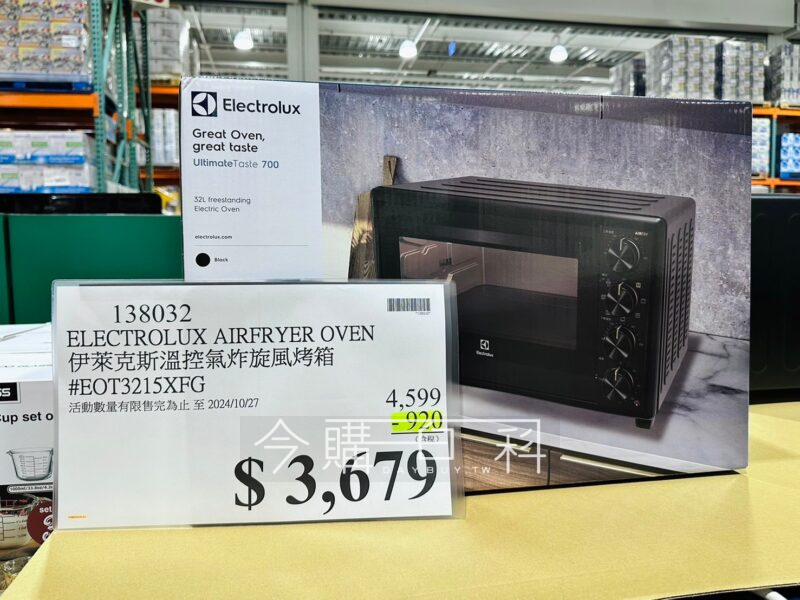 Electrolux
Great Oven,
great taste
UltimateTaste 700
32L freestanding
Electric Oven
electrolux.com
Black
AIRFRY
Electrolux
138032
ELECTROLUX AIRFRYER OVEN
伊萊克斯溫控氣炸旋風烤箱
#EOT3215XFG
活動數量有限售完為止 至 2024/10/27
4,599
- 920
(含稅)
$ 3,679
今購百科
Cup set o
set